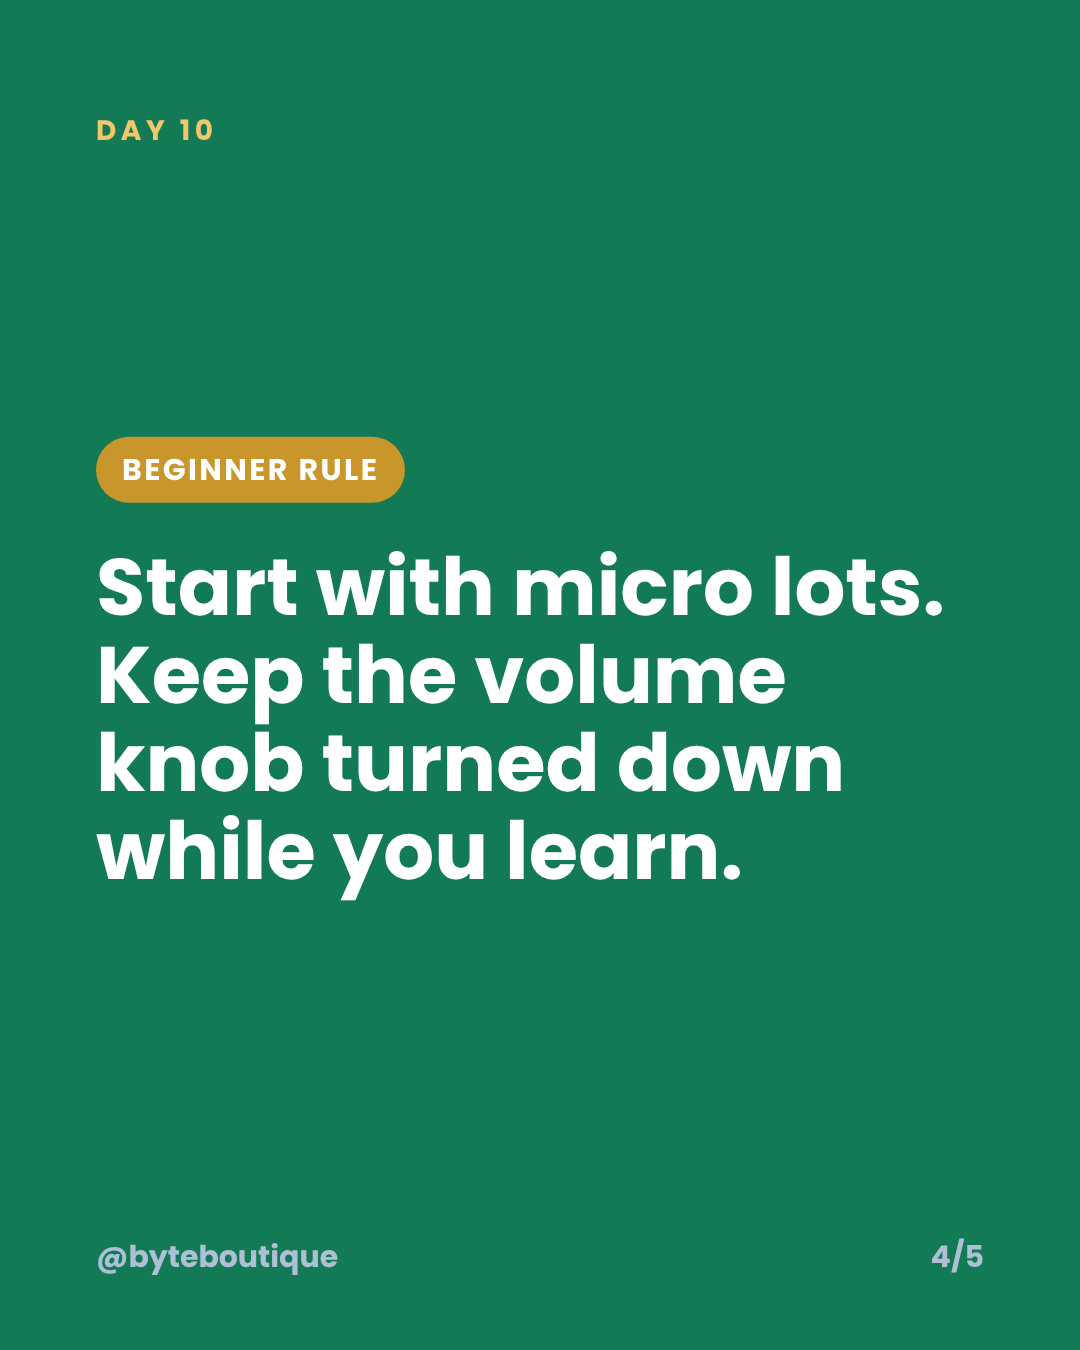 DAY 10
BEGINNER RULE
Start with micro lots.
Keep the volume
knob turned down
while you learn.
@byteboutique
4/5